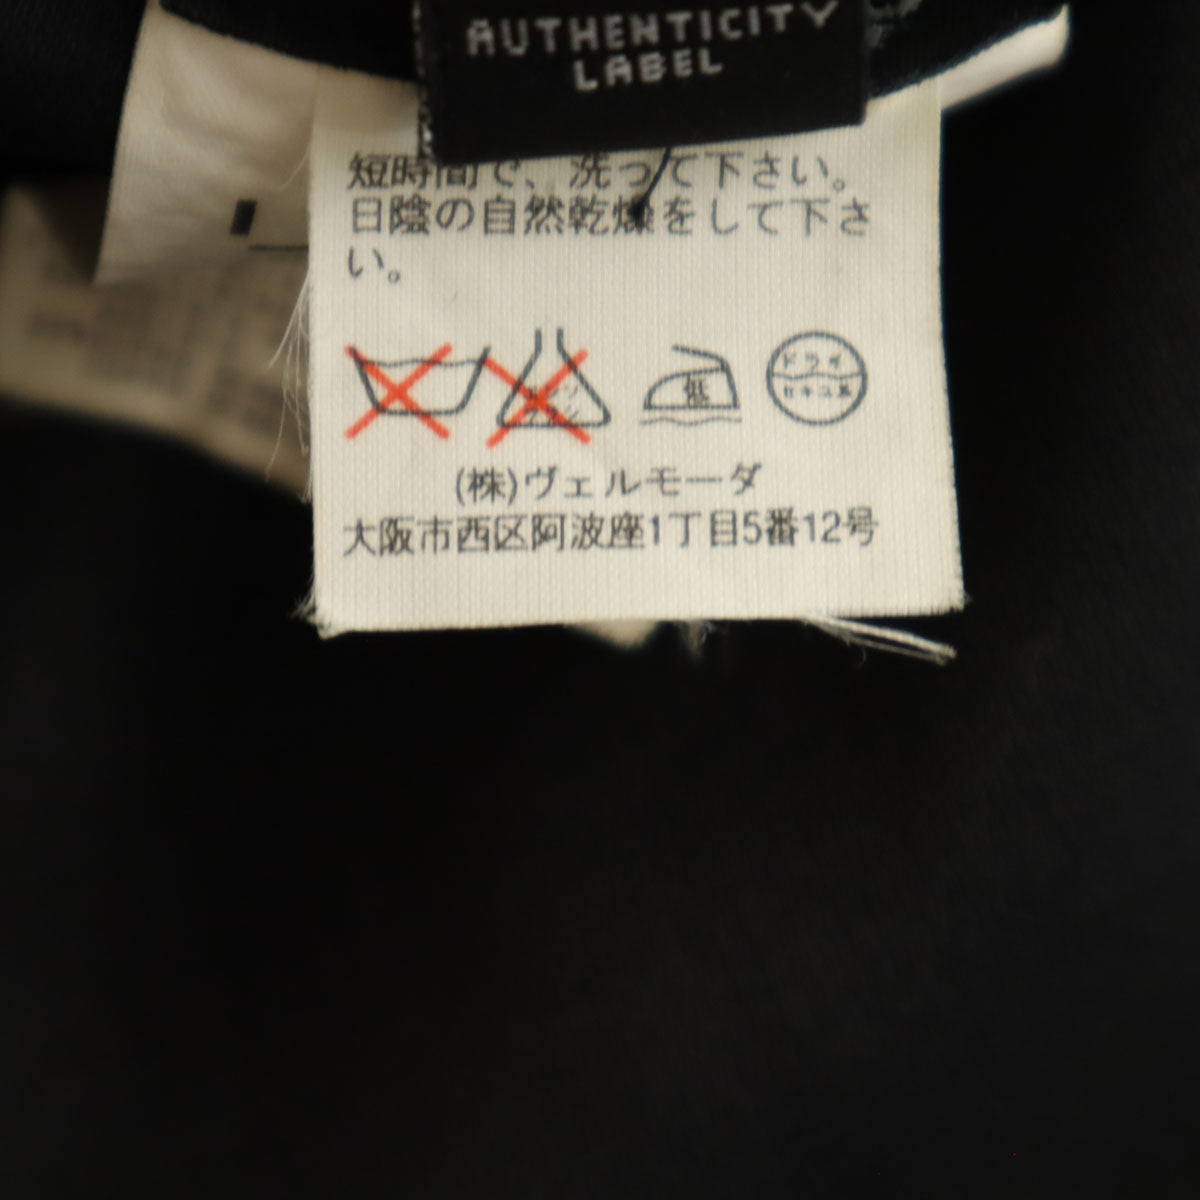 AUTHENTICITY
LABEL
短時間で、洗って下さい。
日陰の自然乾燥をして下さ
い。
低
ドライ
セキユ系
(株)ヴェルモーダ
大阪市西区阿波座1丁目5番12号